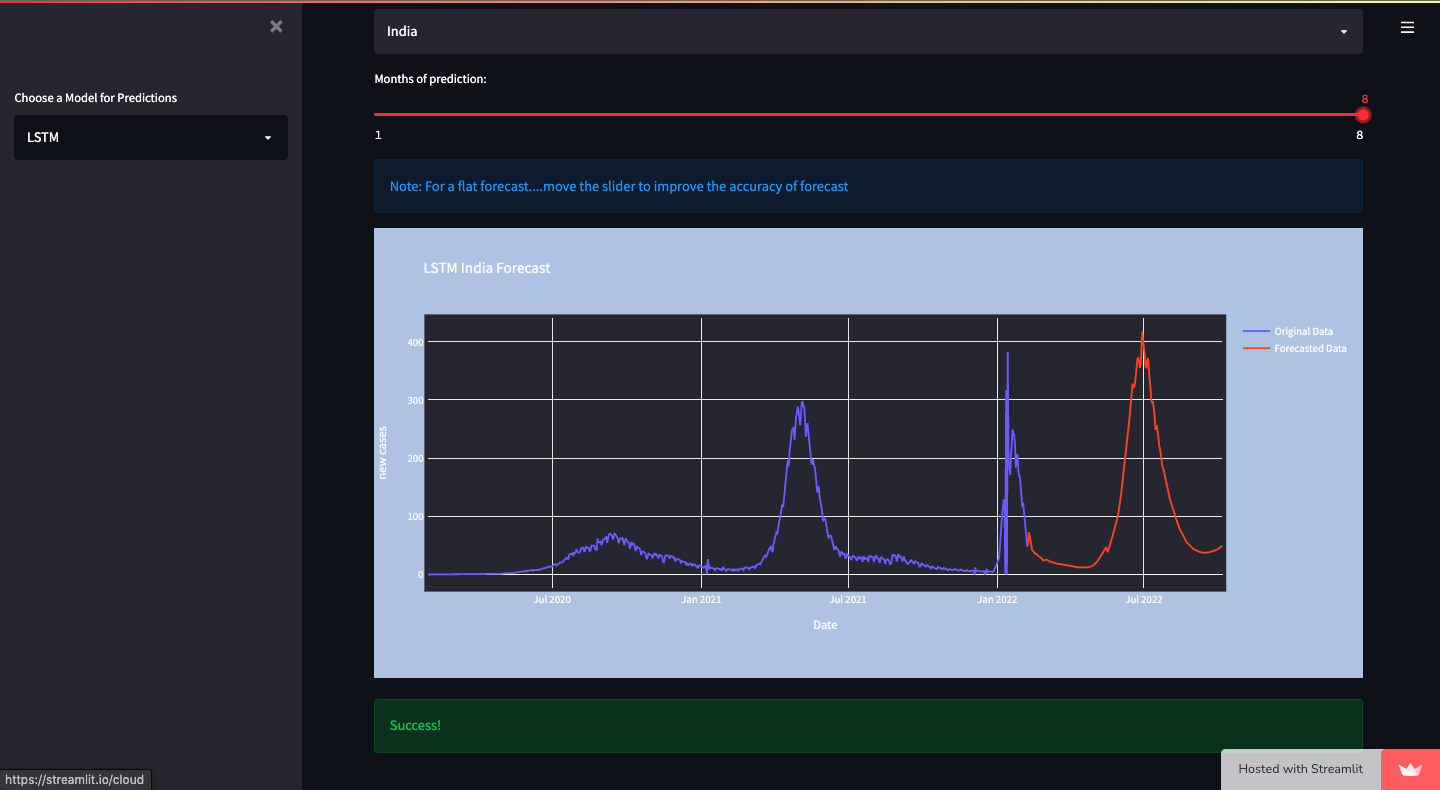 India
Choose a Model for Predictions
LSTM
Months of prediction:
8
1
8
Note: For a flat forecast....move the slider to improve the accuracy of forecast
LSTM India Forecast
Original Data
Forecasted Data
400
300
200
100
0
new cases
Jul 2020
Jan 2021
Jul 2021
Jan 2022
Jul 2022
Date
Success!
Hosted with Streamlit
https://streamlit.io/cloud